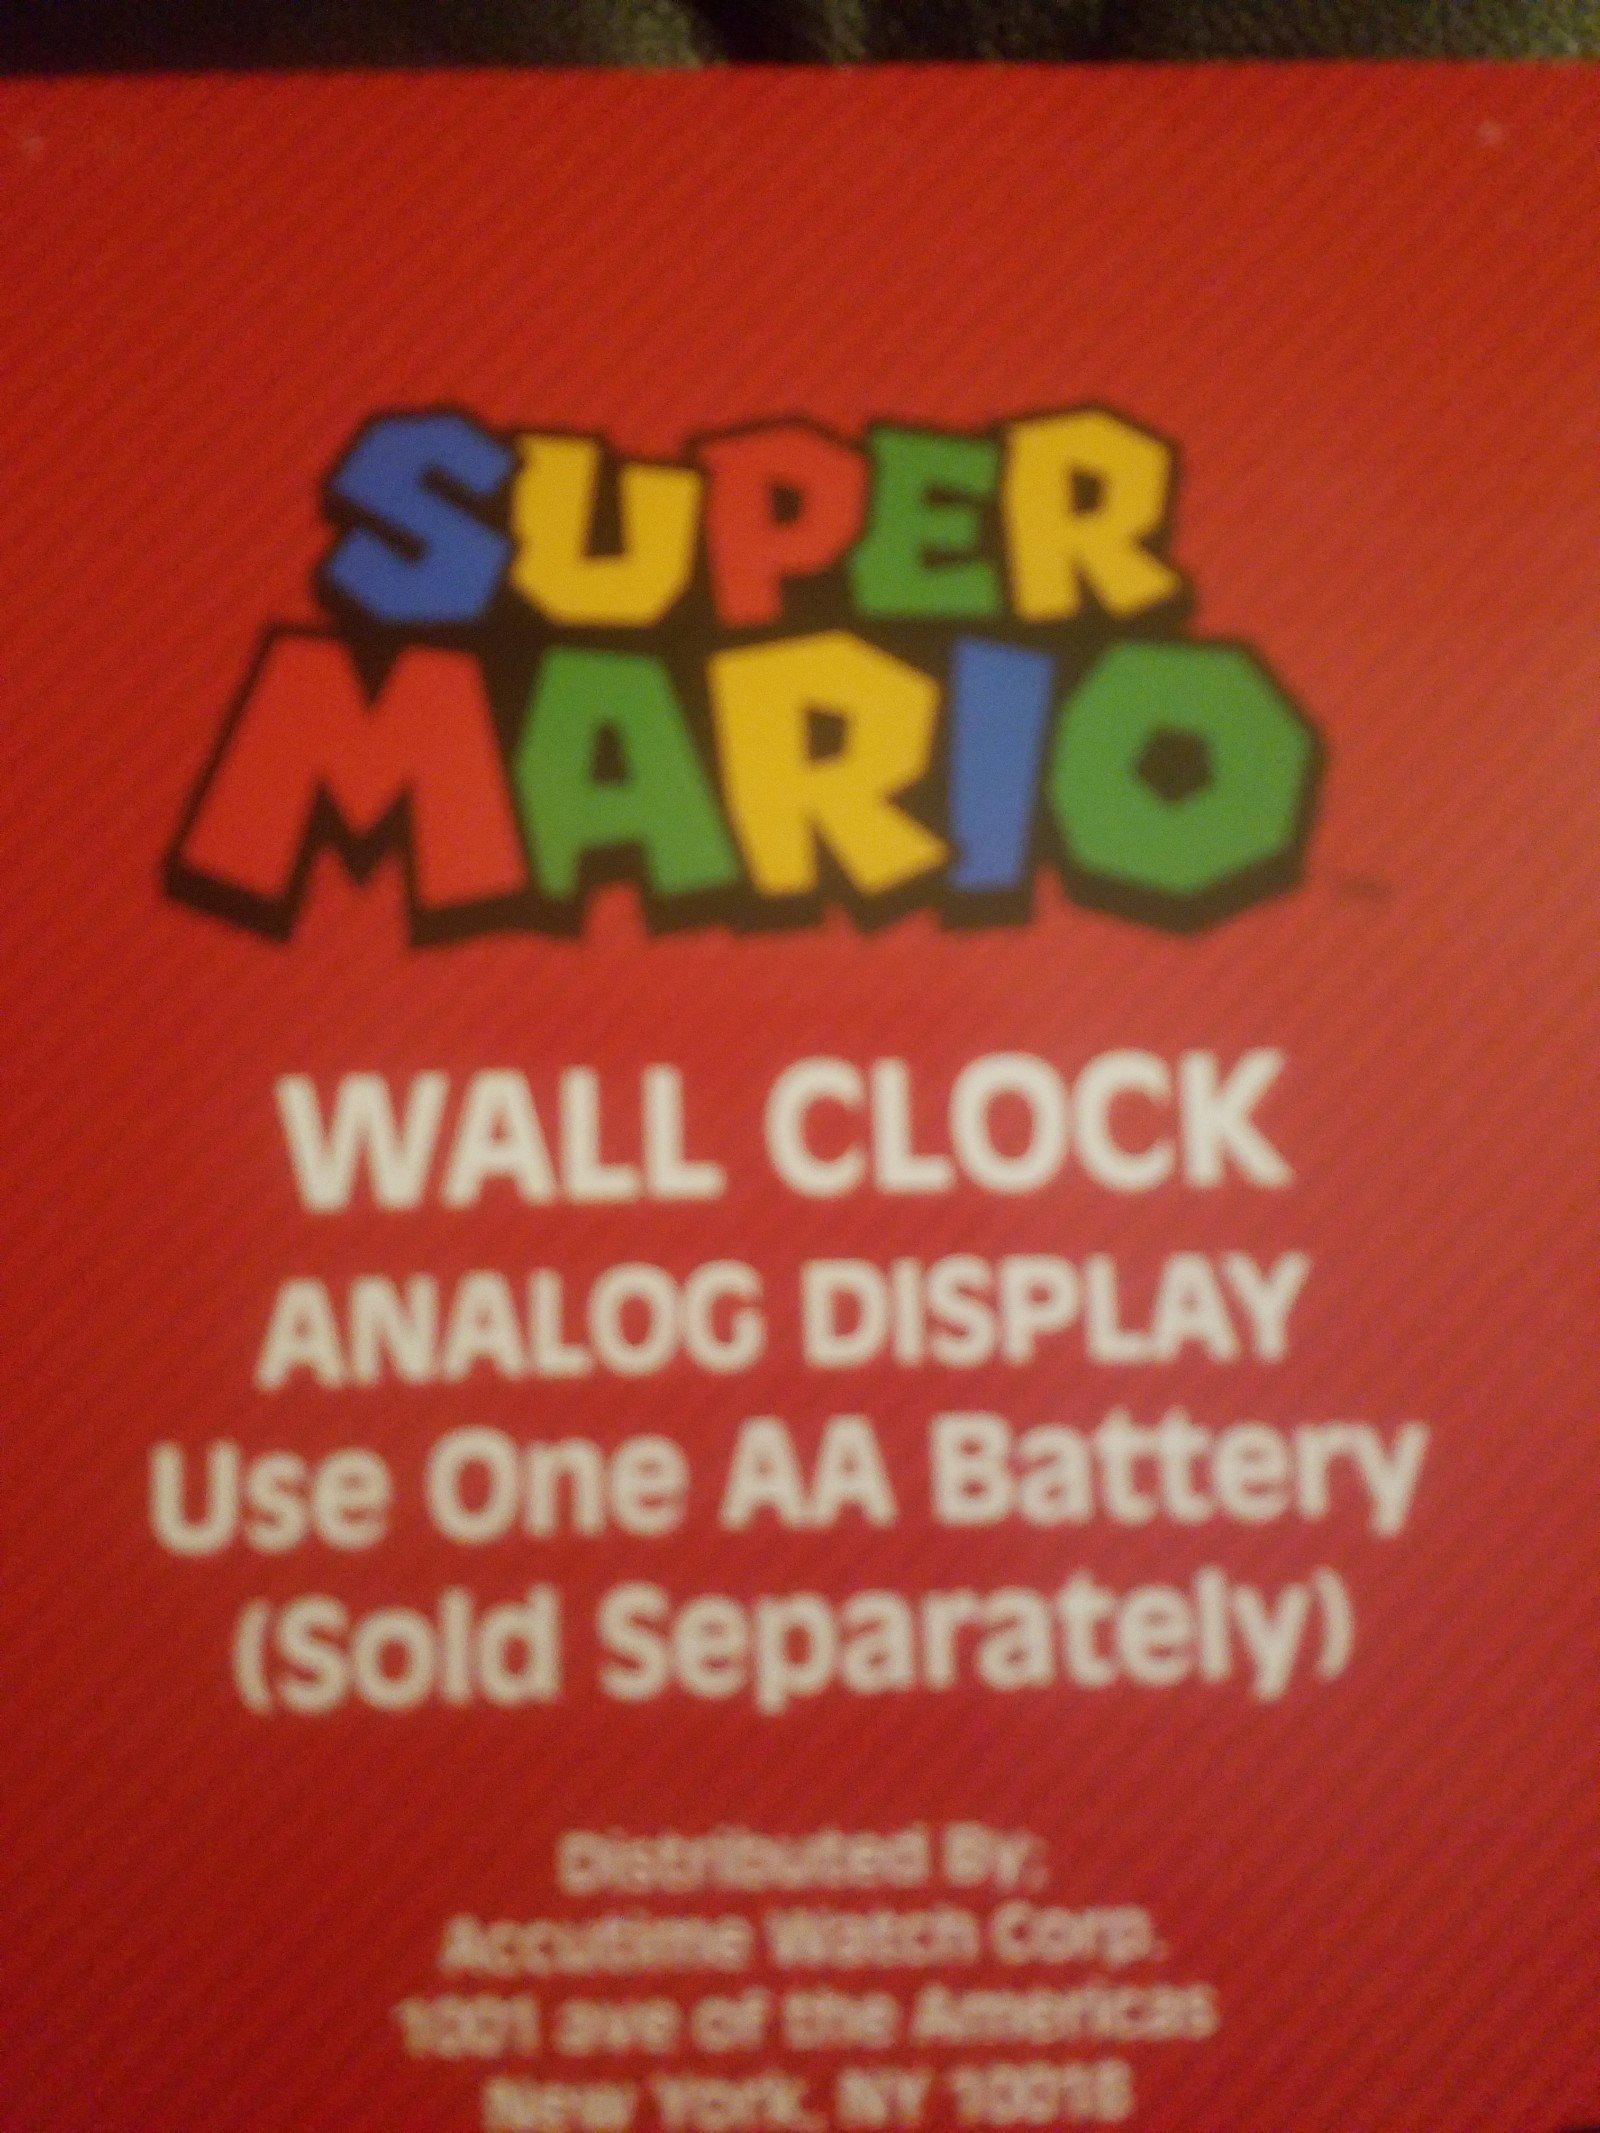 SUPER
MARIO
WALL CLOCK
ANALOG DISPLAY
Use One AA Battery
(Sold Separately)
Distributed By;
Accutime Watch Corp.
1001 ave of the Americas
New York, NY 10018